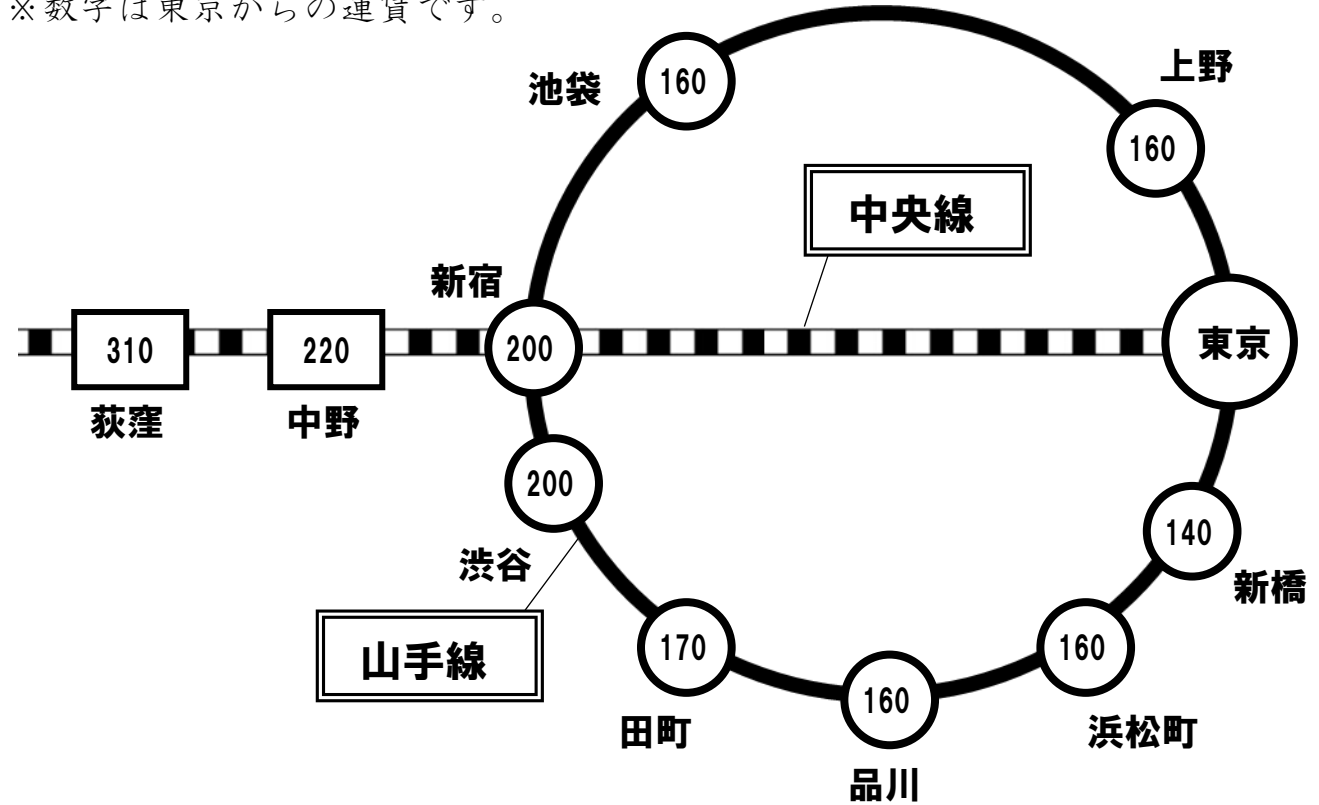 ※数字は東京からの運賃です。
上野
池袋
160
160
中央線
新宿
310
220
200
東京
荻窪
中野
200
140
渋谷
新橋
山手線
170
160
160
田町
浜松町
品川